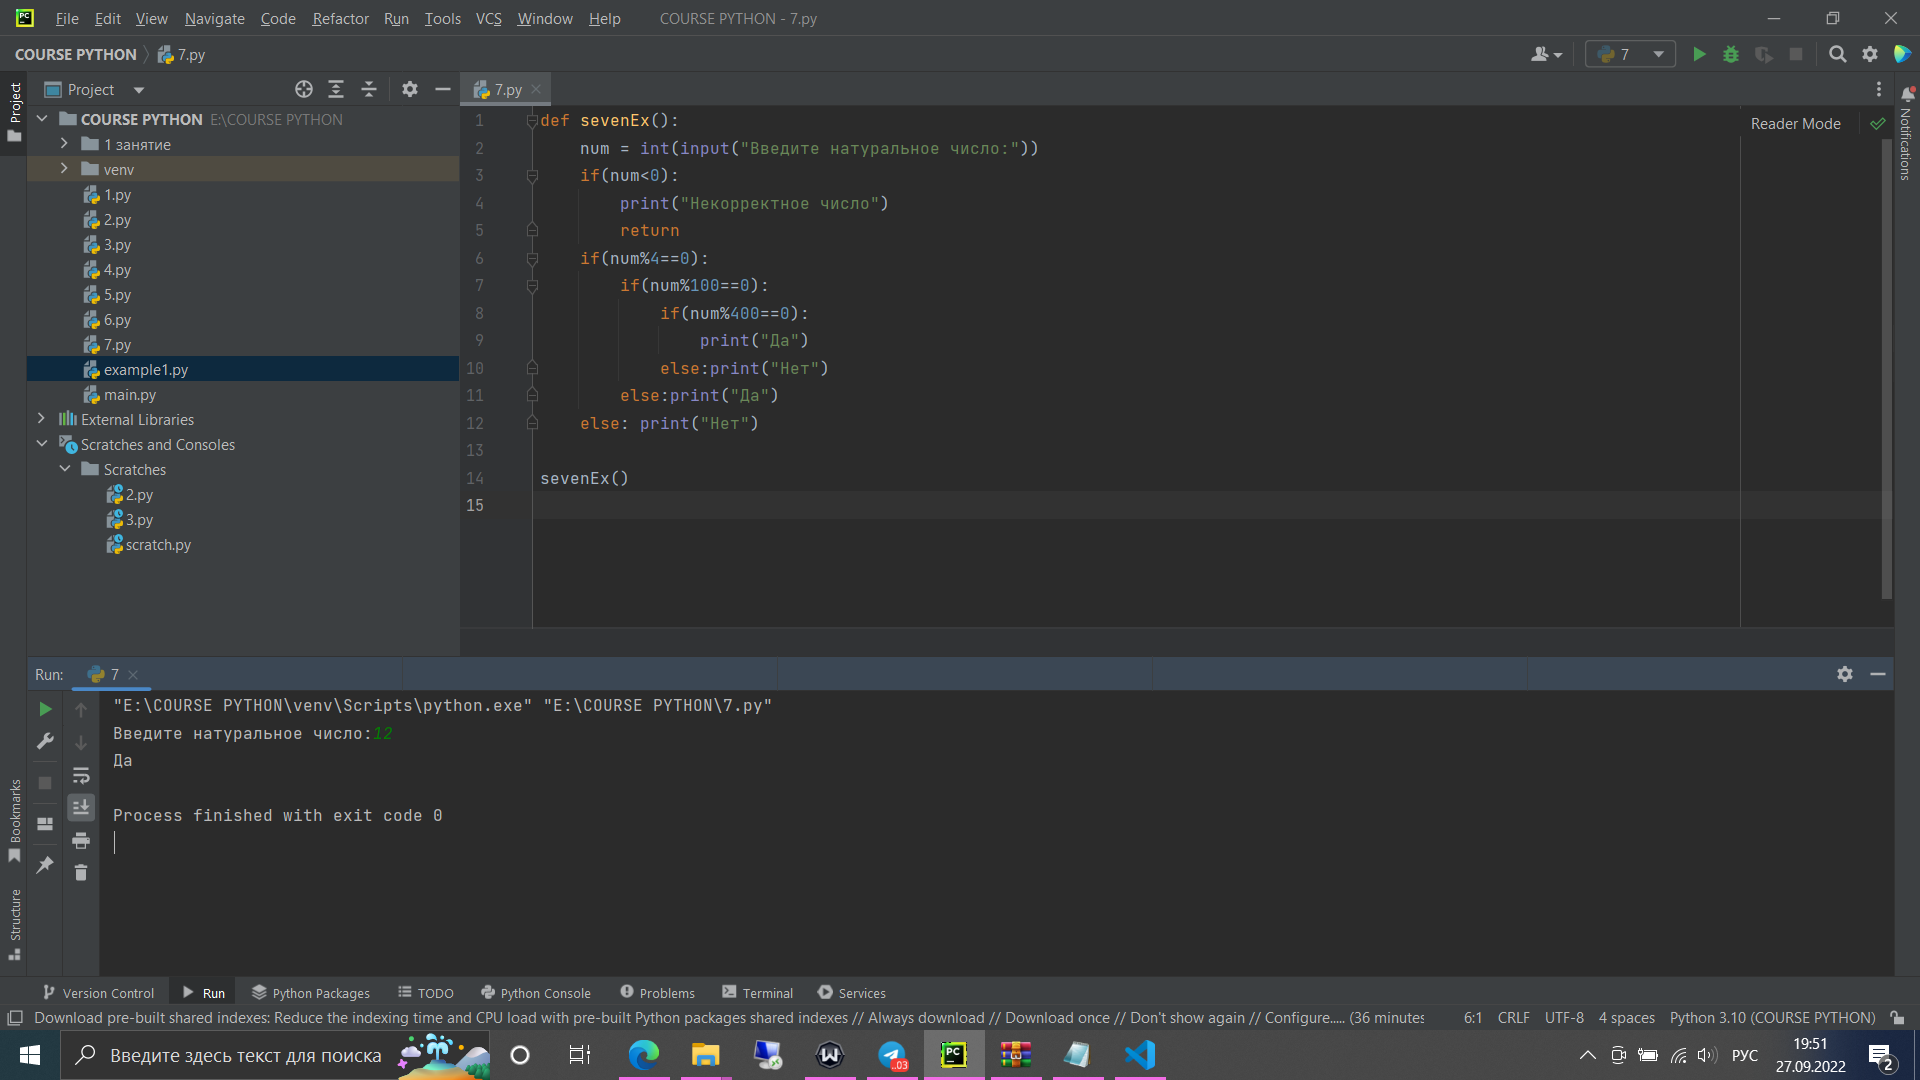 File Edit View Navigate Code Refactor Run Tools VCS Window Help COURSE PYTHON - 7.py
COURSE PYTHON 7.py 7
Project
Project
7.py
COURSE PYTHON E:\COURSE PYTHON
1 занятие
venv
1.py
2.py
3.py
4.py
5.py
6.py
7.py
example1.py
main.py
External Libraries
Scratches and Consoles
Scratches
2.py
3.py
scratch.py
Reader Mode
Notifications
1 def sevenEx():
2 num = int(input("Введите натуральное число:"))
3 if(num<0):
4 print("Некорректное число")
5 return
6 if(num%4==0):
7 if(num%100==0):
8 if(num%400==0):
9 print("Да")
10 else:print("Нет")
11 else:print("Да")
12 else: print("Нет")
13
14 sevenEx()
15
Run: 7
"E:\COURSE PYTHON\venv\Scripts\python.exe" "E:\COURSE PYTHON\7.py"
Введите натуральное число:12
Да
Process finished with exit code 0
Bookmarks
Structure
Version Control Run Python Packages TODO Python Console Problems Terminal Services
Download pre-built shared indexes: Reduce the indexing time and CPU load with pre-built Python packages shared indexes // Always download // Download once // Don't show again // Configure..... (36 minutes 6:1 CRLF UTF-8 4 spaces Python 3.10 (COURSE PYTHON)
Введите здесь текст для поиска
PC
..03
РУС
19:51
27.09.2022
2